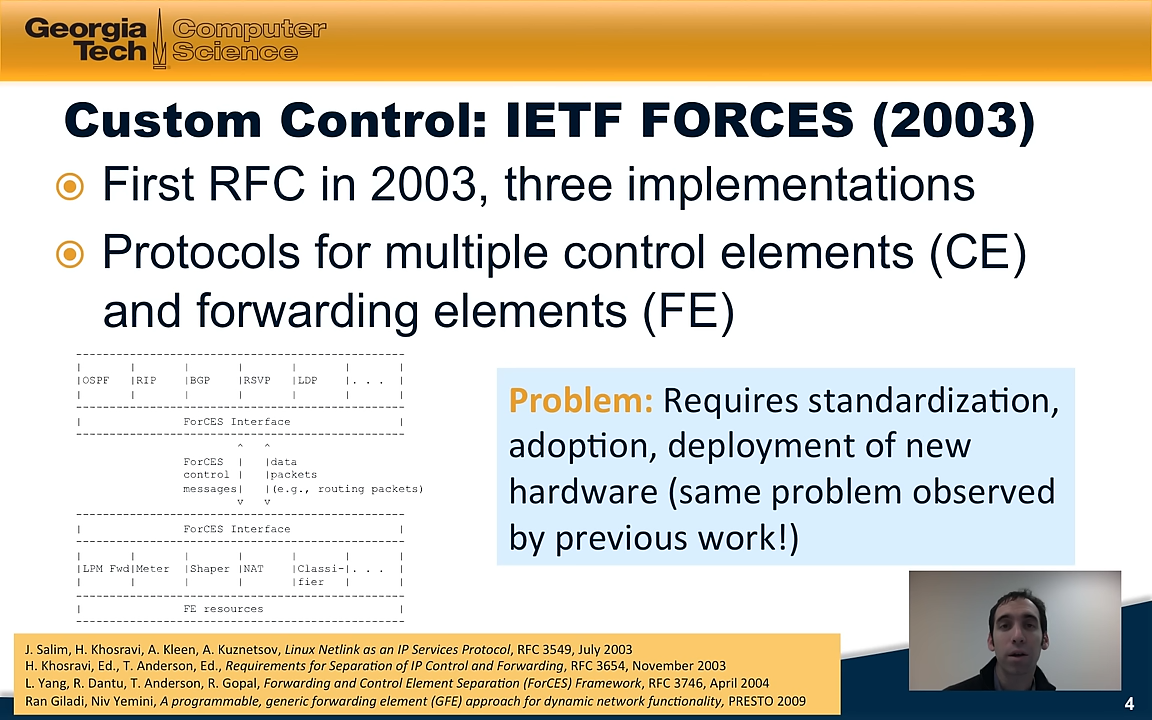 Georgia Tech
Computer Science
Custom Control: IETF FORCES (2003)
First RFC in 2003, three implementations
Protocols for multiple control elements (CE)
and forwarding elements (FE)
---------------------------------------------
|OSPF |RIP |BGP |RSVP |LDP |. . . |
---------------------------------------------
| ForCES Interface |
---------------------------------------------
^ ^
ForCES | |data
control | |packets
messages| |(e.g., routing packets)
v v
---------------------------------------------
| ForCES Interface |
---------------------------------------------
|LPM Fwd|Meter |Shaper |NAT |Classi-|. . . |
| | | | |fier | |
---------------------------------------------
| FE resources |
---------------------------------------------
Problem: Requires standardization,
adoption, deployment of new
hardware (same problem observed
by previous work!)
J. Salim, H. Khosravi, A. Kleen, A. Kuznetsov, Linux Netlink as an IP Services Protocol, RFC 3549, July 2003
H. Khosravi, Ed., T. Anderson, Ed., Requirements for Separation of IP Control and Forwarding, RFC 3654, November 2003
L. Yang, R. Dantu, T. Anderson, R. Gopal, Forwarding and Control Element Separation (ForCES) Framework, RFC 3746, April 2004
Ran Giladi, Niv Yemini, A programmable, generic forwarding element (GFE) approach for dynamic network functionality, PRESTO 2009
4